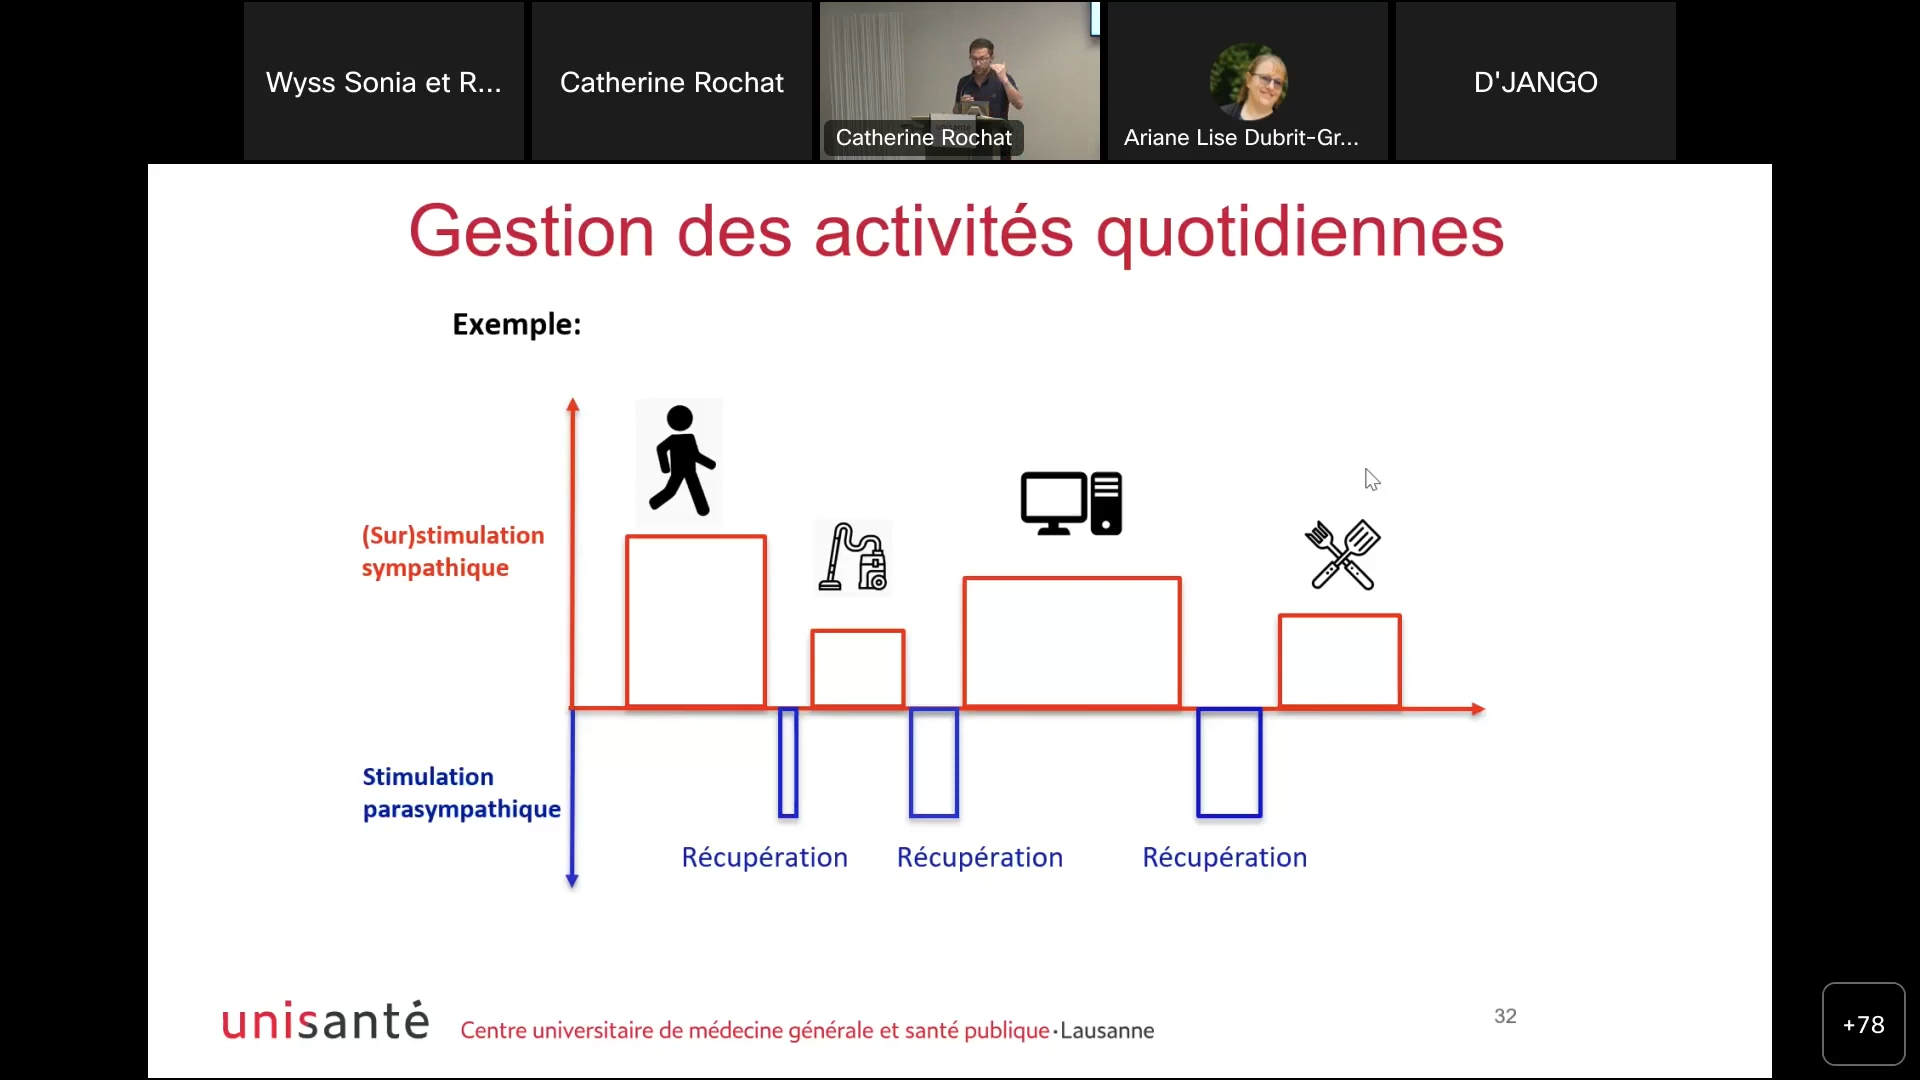 Wyss Sonia et R...
Catherine Rochat
Catherine Rochat
Ariane Lise Dubrit-Gr...
D'JANGO
Gestion des activités quotidiennes
Exemple:
(Sur)stimulation
sympathique
Stimulation
parasympathique
Récupération
Récupération
Récupération
unisanté
Centre universitaire de médecine générale et santé publique·Lausanne
32
+78